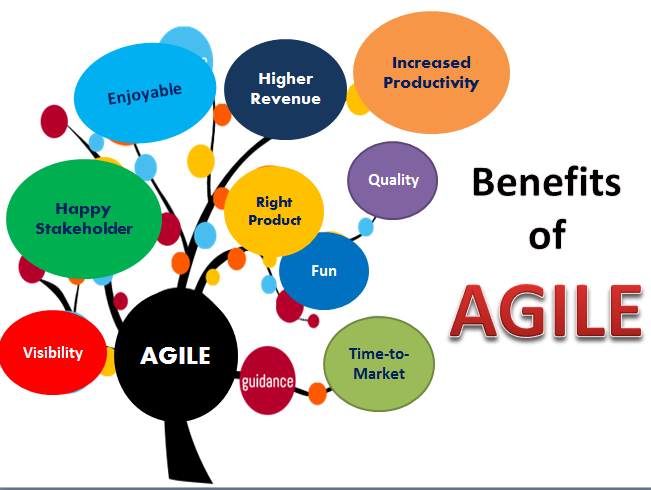 Enjoyable
Higher
Revenue
Increased
Productivity
Happy
Stakeholder
Right
Product
Quality
Fun
Visibility
AGILE
guidance
Time-to-
Market
Benefits
of
AGILE